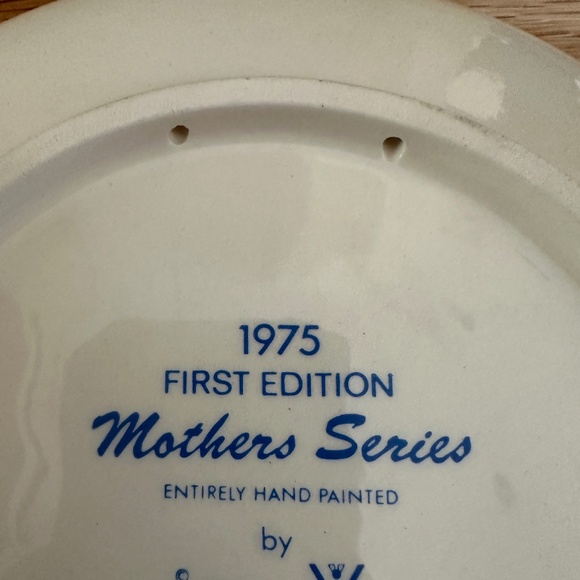 1975
FIRST EDITION
Mothers Series
ENTIRELY HAND PAINTED
by
©